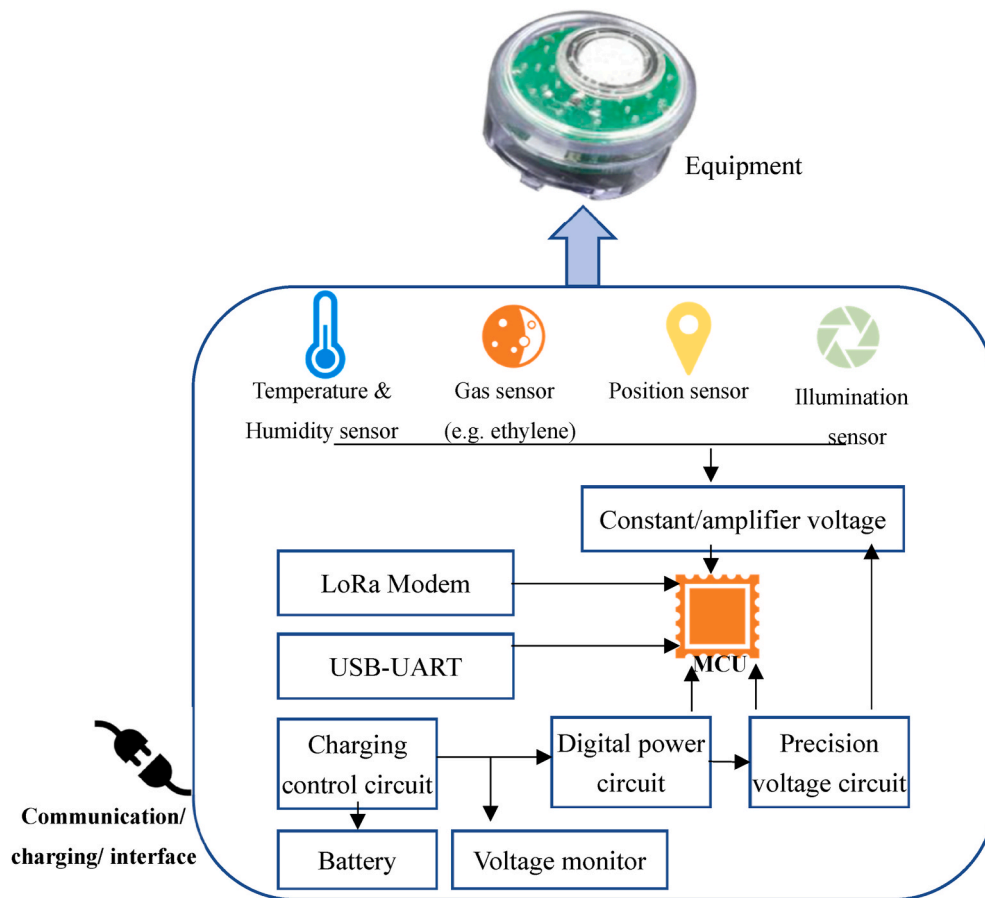 Equipment
Temperature &
Humidity sensor
Gas sensor
(e.g. ethylene)
Position sensor
Illumination
sensor
Constant/amplifier voltage
LoRa Modem
USB-UART
MCU
Charging
control circuit
Digital power
circuit
Precision
voltage circuit
Communication/
charging/ interface
Battery
Voltage monitor